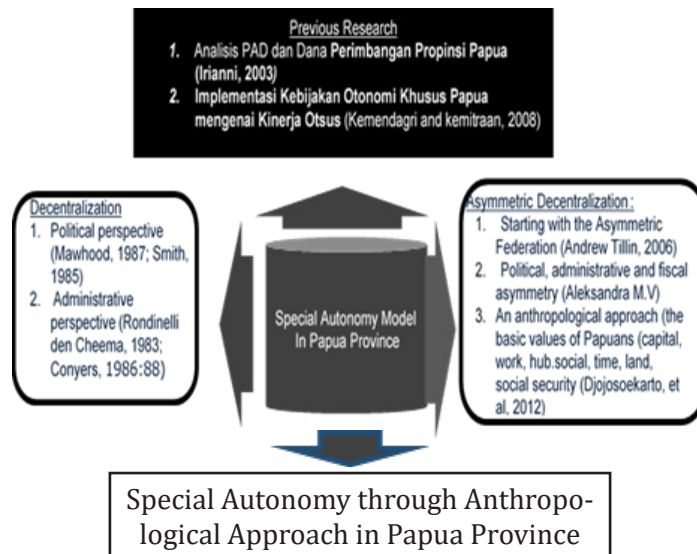 Previous Research
1. Analisis PAD dan Dana Perimbangan Propinsi Papua
(Irianni, 2003)
2. Implementasi Kebijakan Otonomi Khusus Papua
mengenai Kinerja Otsus (Kemendagri and kemitraan, 2008)
Decentralization
1. Political perspective
(Mawhood, 1987; Smith,
1985)
2. Administrative
perspective (Rondinelli
den Cheema, 1983;
Conyers, 1986:88)
Special Autonomy Model
In Papua Province
Asymmetric Decentralization :
1. Starting with the Asymmetric
Federation (Andrew Tillin, 2006)
2. Political, administrative and fiscal
asymmetry (Aleksandra M.V)
3. An anthropological approach (the
basic values of Papuans (capital,
work, hub.social, time, land,
social security (Djojosoekarto, et
al, 2012)
Special Autonomy through Anthropo-
logical Approach in Papua Province